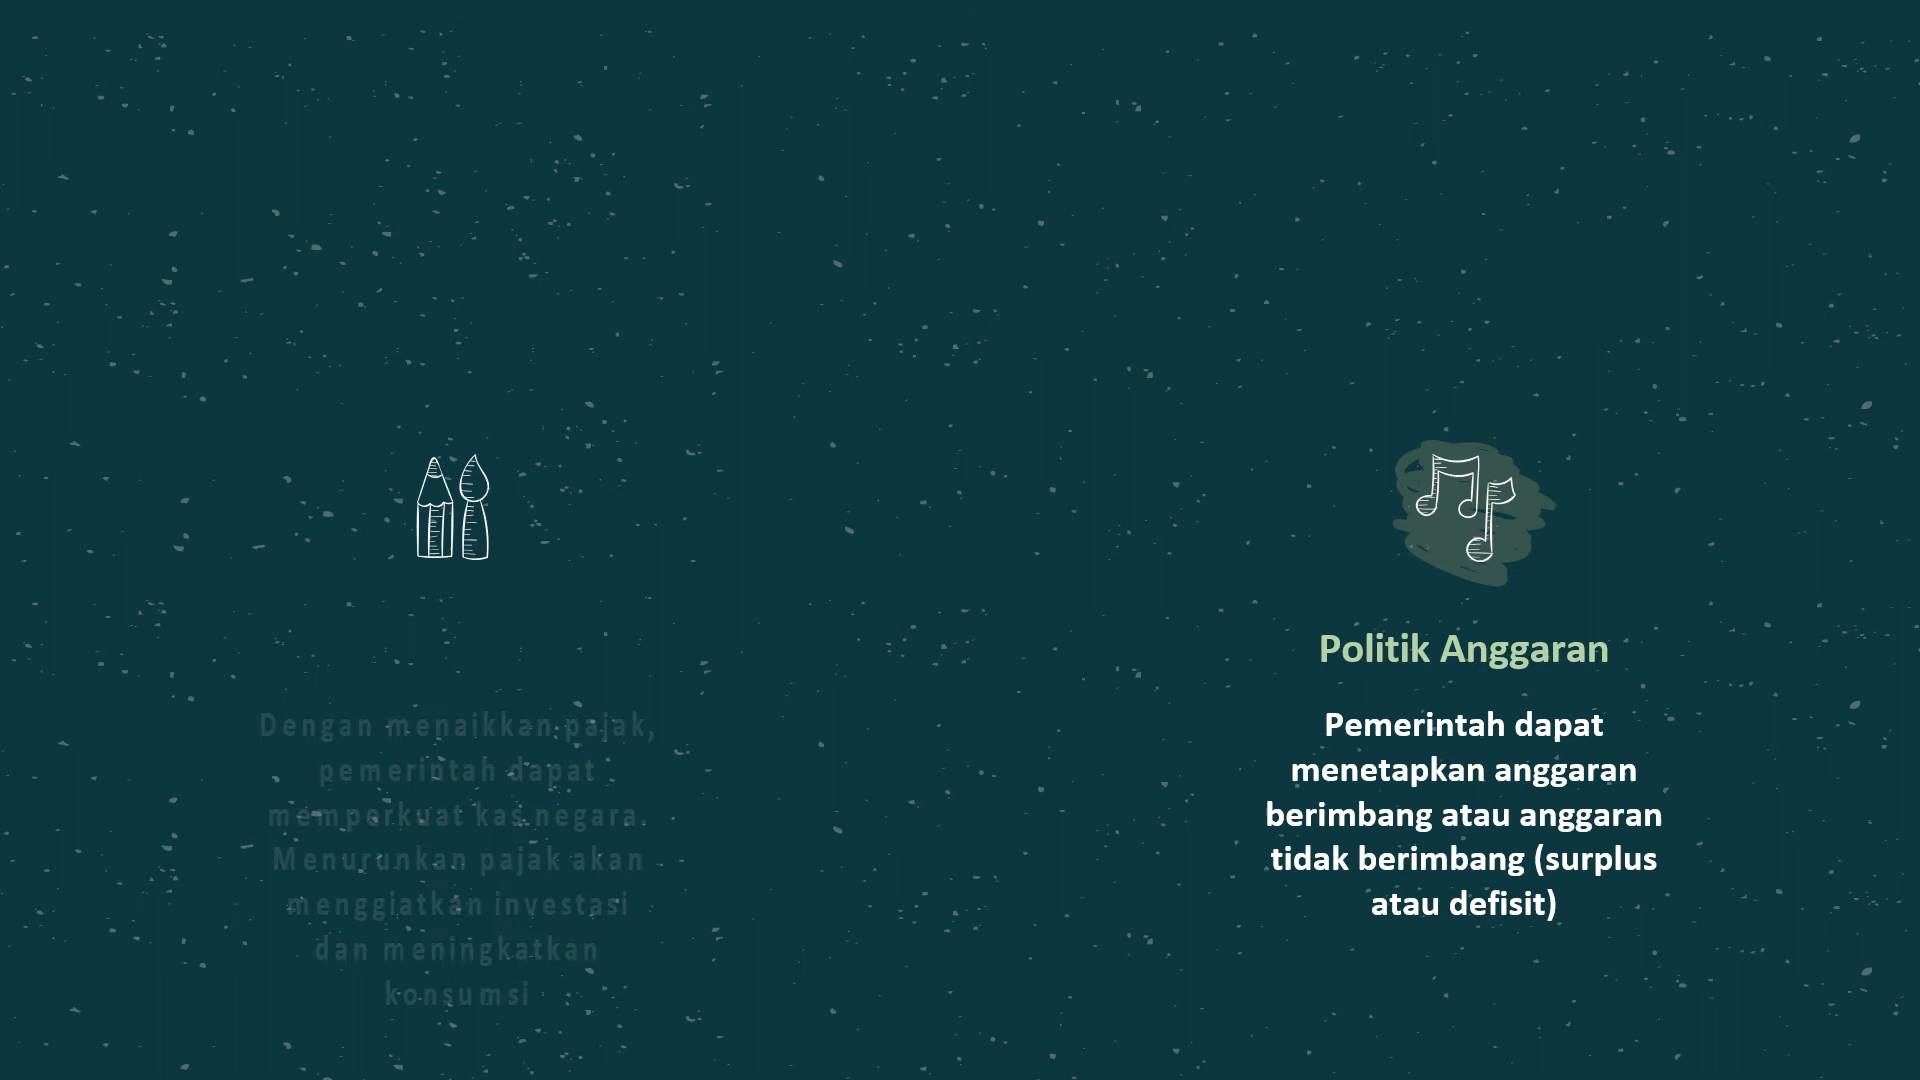 Dengan menaikkan pajak,
pemerintah dapat
memperkuat kas negara.
Menurunkan pajak akan
menggiatkan investasi
dan meningkatkan
konsumsi
Politik Anggaran
Pemerintah dapat
menetapkan anggaran
berimbang atau anggaran
tidak berimbang (surplus
atau defisit)